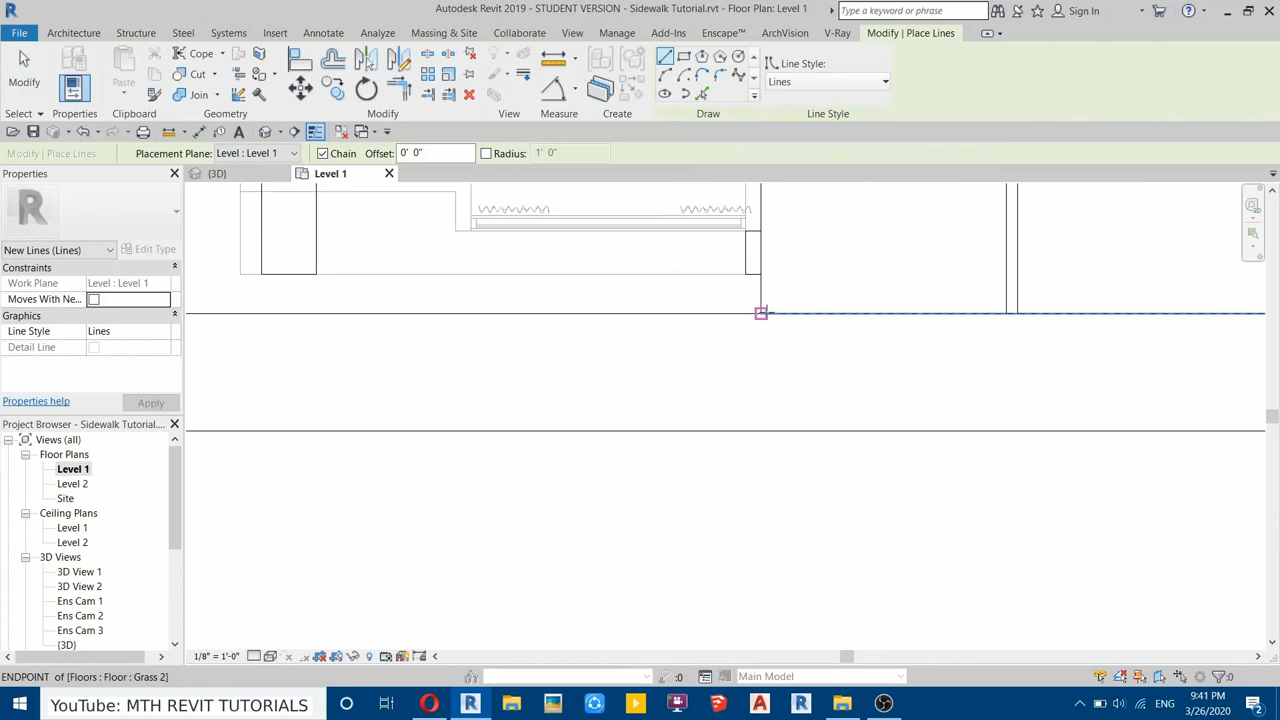 Autodesk Revit 2019 - STUDENT VERSION - Sidewalk Tutorial.rvt - Floor Plan: Level 1
Type a keyword or phrase
Sign In
File Architecture Structure Steel Systems Insert Annotate Analyze Massing & Site Collaborate View Manage Add-Ins Enscape™ ArchVision V-Ray Modify | Place Lines
Modify
Paste
Cope
Cut
Join
Line Style:
Lines
Select Properties Clipboard Geometry Modify View Measure Create Draw Line Style
Modify | Place Lines Placement Plane: Level : Level 1 Chain Offset: 0' 0" Radius: 1' 0"
Properties
{3D}
Level 1
New Lines (Lines) Edit Type
Constraints
Work Plane Level : Level 1
Moves With Ne...
Graphics
Line Style Lines
Detail Line
Properties help Apply
Project Browser - Sidewalk Tutorial....
Views (all)
Floor Plans
Level 1
Level 2
Site
Ceiling Plans
Level 1
Level 2
3D Views
3D View 1
3D View 2
Ens Cam 1
Ens Cam 2
Ens Cam 3
{3D}
1/8" = 1'-0"
ENDPOINT of [Floors : Floor : Grass 2] :0 Main Model :0
YouTube: MTH REVIT TUTORIALS
ENG
9:41 PM
3/26/2020
2